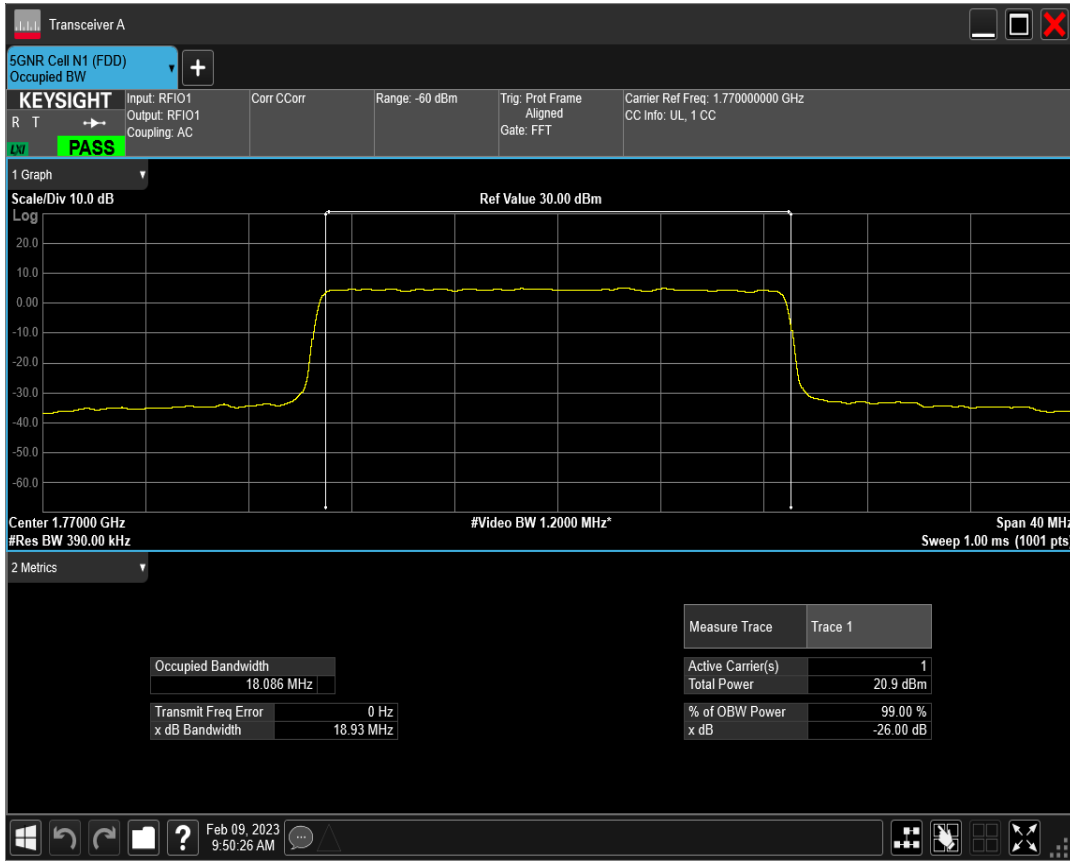 Transceiver A
5GNR Cell N1 (FDD)
Occupied BW
+
KEYSIGHT
R T
LXI
PASS
Input: RFIO1
Output: RFIO1
Coupling: AC
Corr CCorr
Range: -60 dBm
Trig: Prot Frame
Aligned
Gate: FFT
Carrier Ref Freq: 1.770000000 GHz
CC Info: UL, 1 CC
1 Graph
Scale/Div 10.0 dB
Ref Value 30.00 dBm
Log
20.0
10.0
0.00
-10.0
-20.0
-30.0
-40.0
-50.0
-60.0
Center 1.77000 GHz
#Video BW 1.2000 MHz*
Span 40 MHz
#Res BW 390.00 kHz
Sweep 1.00 ms (1001 pts)
2 Metrics
Measure Trace Trace 1
Occupied Bandwidth
18.086 MHz
Active Carrier(s) 1
Total Power 20.9 dBm
Transmit Freq Error 0 Hz
x dB Bandwidth 18.93 MHz
% of OBW Power 99.00 %
x dB -26.00 dB
?
Feb 09, 2023
9:50:26 AM